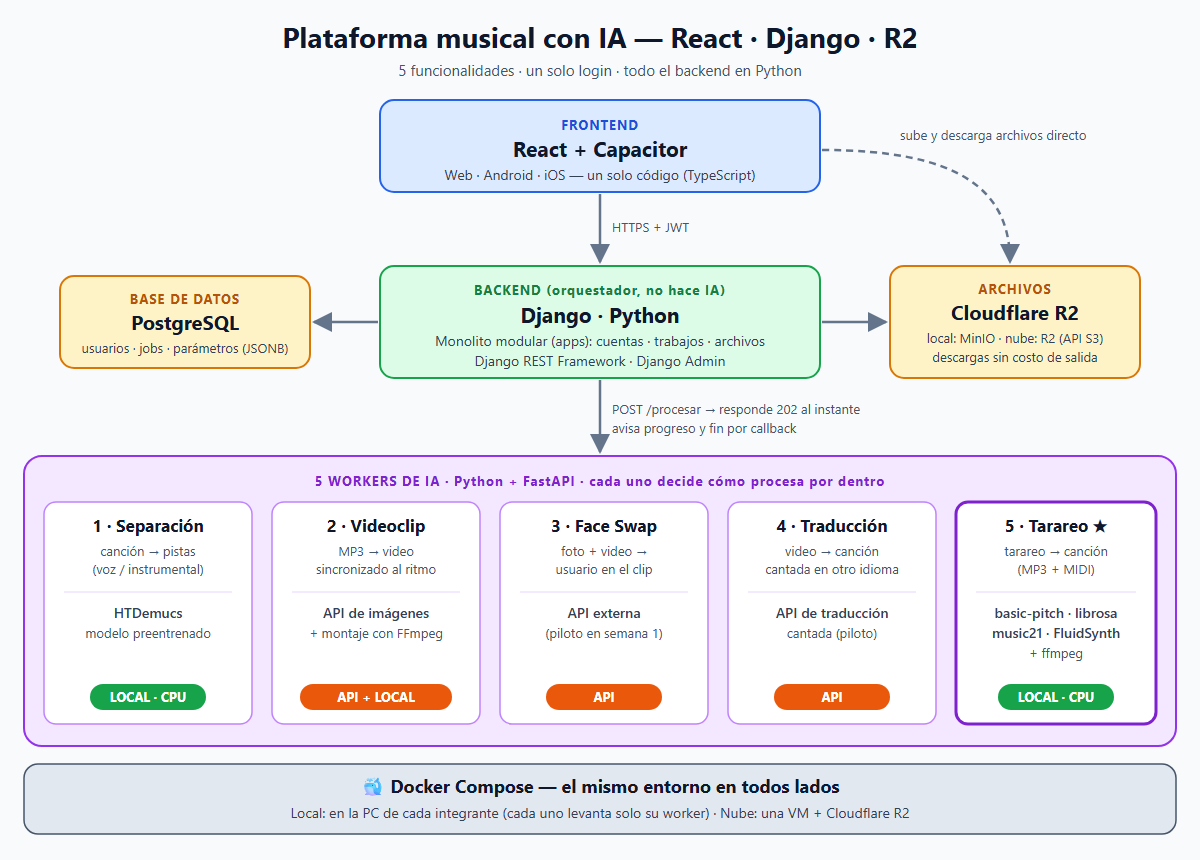 Plataforma musical con IA — React · Django · R2
5 funcionalidades · un solo login · todo el backend en Python
FRONTEND
React + Capacitor
Web · Android · iOS — un solo código (TypeScript)
sube y descarga archivos directo
HTTPS + JWT
BASE DE DATOS
PostgreSQL
usuarios · jobs · parámetros (JSONB)
BACKEND (orquestador, no hace IA)
Django · Python
Monolito modular (apps): cuentas · trabajos · archivos
Django REST Framework · Django Admin
ARCHIVOS
Cloudflare R2
local: MinIO · nube: R2 (API S3)
descargas sin costo de salida
POST /procesar → responde 202 al instante
avisa progreso y fin por callback
5 WORKERS DE IA · Python + FastAPI · cada uno decide cómo procesa por dentro
1 · Separación
canción → pistas
(voz / instrumental)
HTDemucs
modelo preentrenado
LOCAL · CPU
2 · Videoclip
MP3 → video
sincronizado al ritmo
API de imágenes
+ montaje con FFmpeg
API + LOCAL
3 · Face Swap
foto + video →
usuario en el clip
API externa
(piloto en semana 1)
API
4 · Traducción
video → canción
cantada en otro idioma
API de traducción
cantada (piloto)
API
5 · Tarareo ★
tarareo → canción
(MP3 + MIDI)
basic-pitch · librosa
music21 · FluidSynth
+ ffmpeg
LOCAL · CPU
Docker Compose — el mismo entorno en todos lados
Local: en la PC de cada integrante (cada uno levanta solo su worker) · Nube: una VM + Cloudflare R2